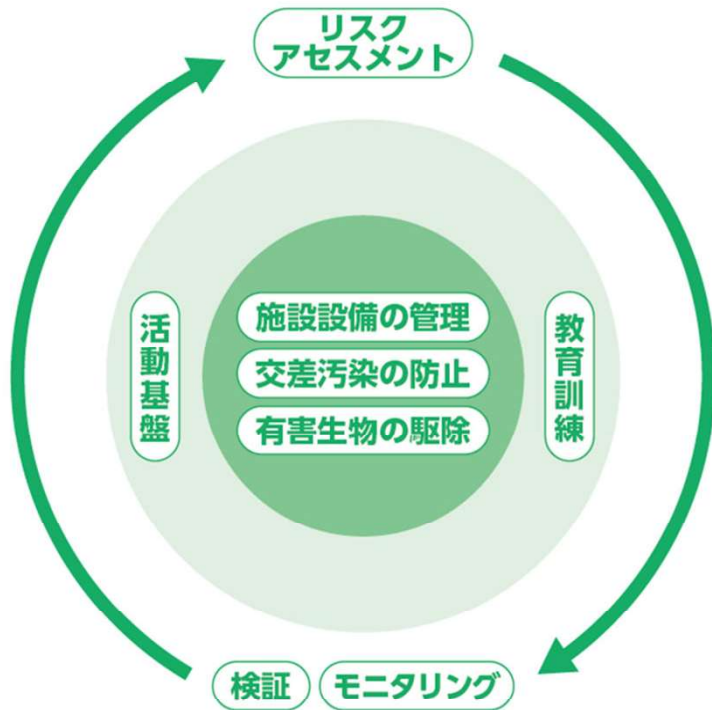 リスク
アセスメント
活動基盤
施設設備の管理
交差汚染の防止
有害生物の駆除
教育訓練
検証
モニタリング